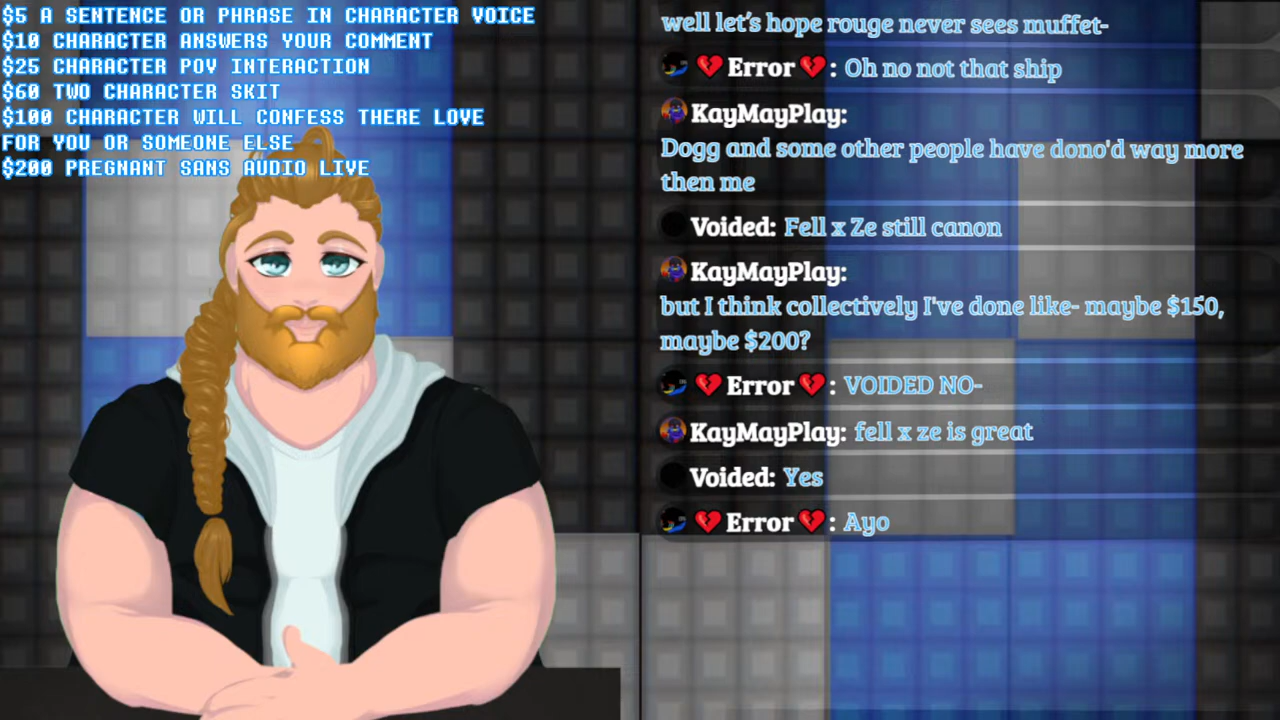 $5 A SENTENCE OR PHRASE IN CHARACTER VOICE
$10 CHARACTER ANSWERS YOUR COMMENT
$25 CHARACTER POV INTERACTION
$60 TWO CHARACTER SKIT
$100 CHARACTER WILL CONFESS THERE LOVE
FOR YOU OR SOMEONE ELSE
$200 PREGNANT SANS AUDIO LIVE
well let's hope rouge never sees muffet-
💔 Error 💔: Oh no not that ship
KayMayPlay:
Dogg and some other people have dono'd way more
then me
Voided: Fell x Ze still canon
KayMayPlay:
but I think collectively I've done like- maybe $150,
maybe $200?
💔 Error 💔: VOIDED NO-
KayMayPlay: fell x ze is great
Voided: Yes
💔 Error 💔: Ayo